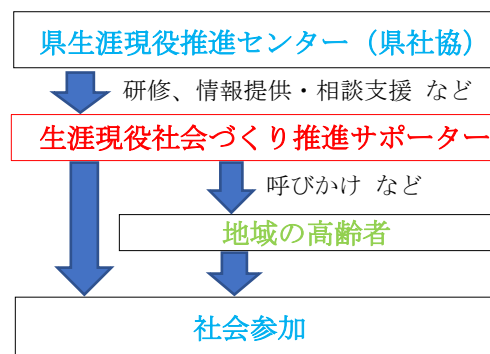 県生涯現役推進センター（県社協）
研修、情報提供・相談支援 など
生涯現役社会づくり推進サポーター
呼びかけ など
地域の高齢者
社会参加